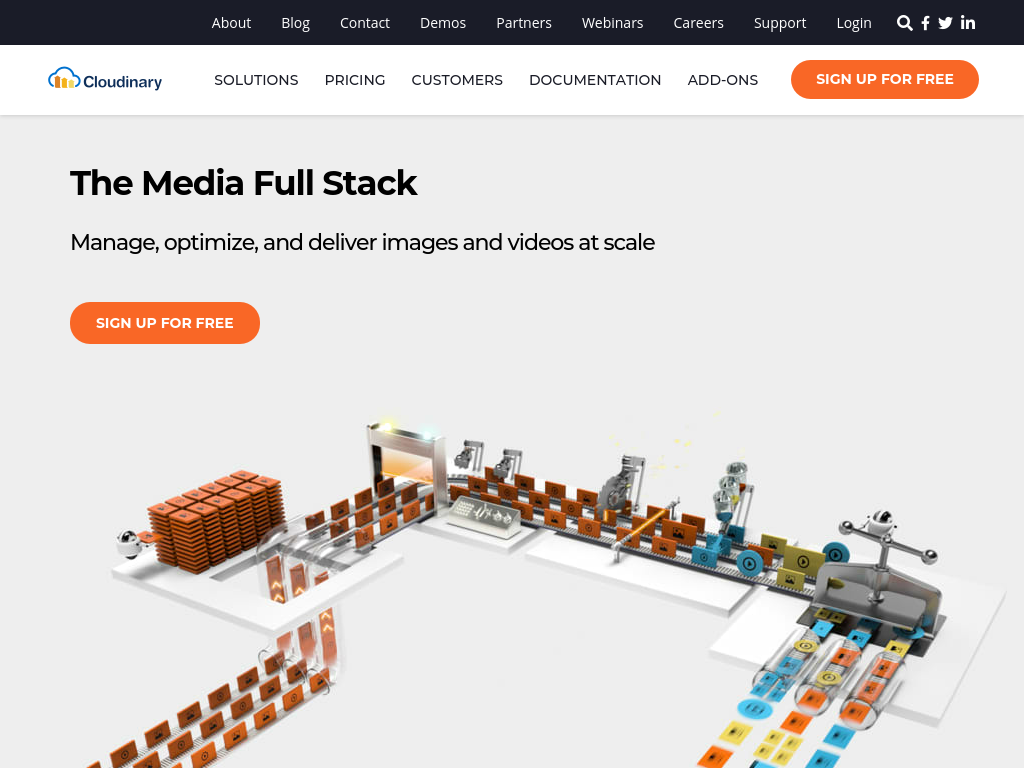 About Blog Contact Demos Partners Webinars Careers Support Login
Cloudinary SOLUTIONS PRICING CUSTOMERS DOCUMENTATION ADD-ONS SIGN UP FOR FREE
The Media Full Stack
Manage, optimize, and deliver images and videos at scale
SIGN UP FOR FREE